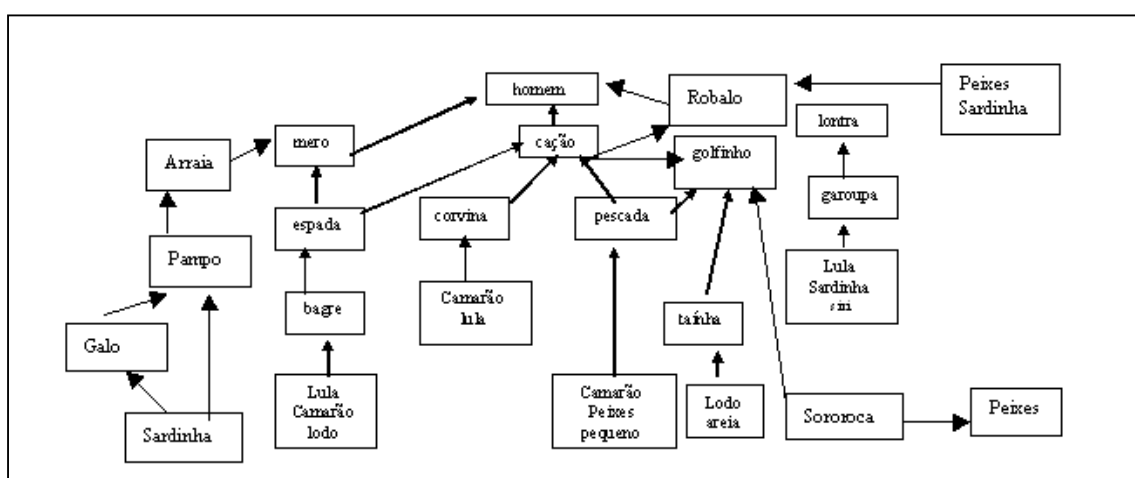 homem
Robalo
Peixes
Sardinha
lontra
mero
cação
Arraia
golfinho
garoupa
espada
corvina
pescada
Pampo
Lula
Sardinha
siri
bagre
Camarão
lula
taínha
Galo
Lula
Camarão
lodo
Camarão
Peixes
pequeno
Lodo
areia
Sororoca
Peixes
Sardinha